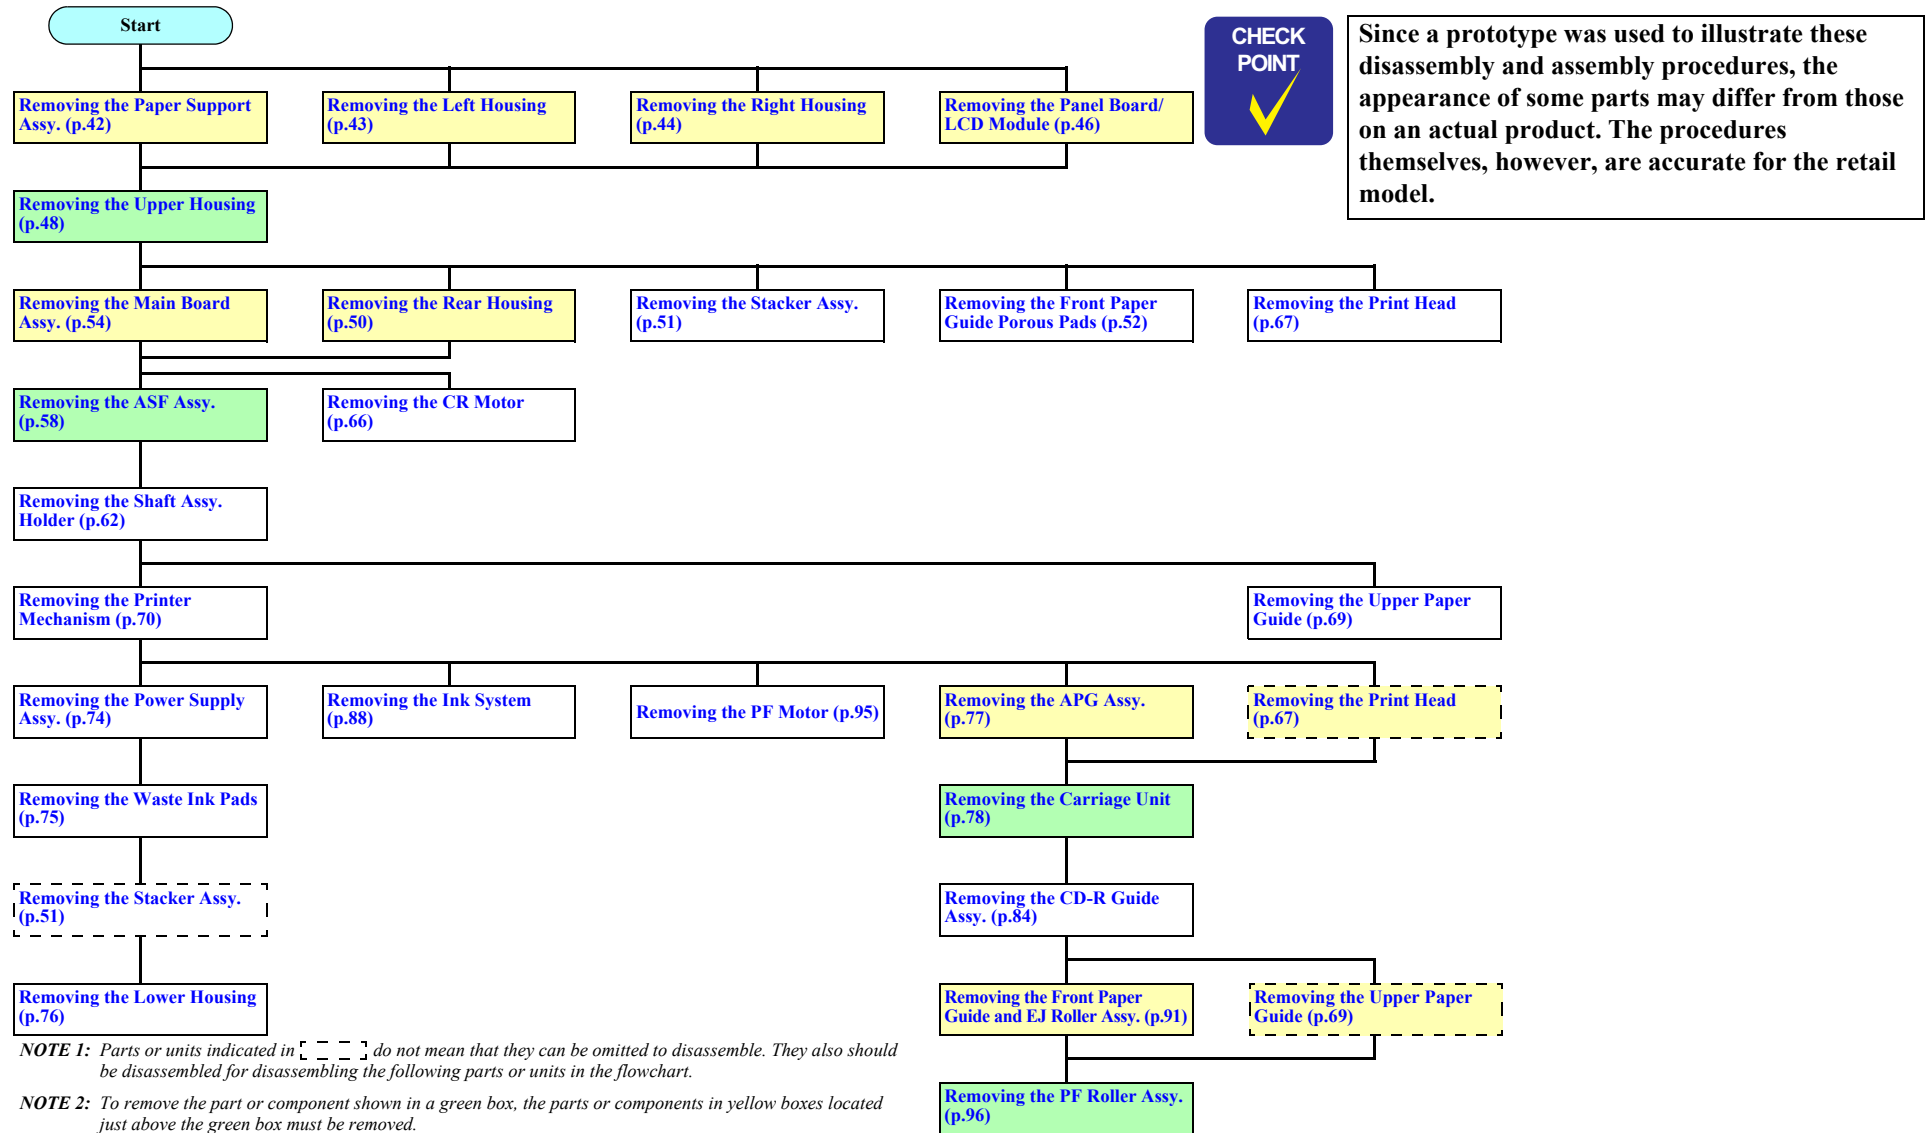 Start
CHECK
POINT
Since a prototype was used to illustrate these
disassembly and assembly procedures, the
appearance of some parts may differ from those
on an actual product. The procedures
themselves, however, are accurate for the retail
model.
Removing the Paper Support
Assy. (p.42)
Removing the Left Housing
(p.43)
Removing the Right Housing
(p.44)
Removing the Panel Board/
LCD Module (p.46)
Removing the Upper Housing
(p.48)
Removing the Main Board
Assy. (p.54)
Removing the Rear Housing
(p.50)
Removing the Stacker Assy.
(p.51)
Removing the Front Paper
Guide Porous Pads (p.52)
Removing the Print Head
(p.67)
Removing the ASF Assy.
(p.58)
Removing the CR Motor
(p.66)
Removing the Shaft Assy.
Holder (p.62)
Removing the Printer
Mechanism (p.70)
Removing the Upper Paper
Guide (p.69)
Removing the Power Supply
Assy. (p.74)
Removing the Ink System
(p.88)
Removing the PF Motor (p.95)
Removing the APG Assy.
(p.77)
Removing the Print Head
(p.67)
Removing the Waste Ink Pads
(p.75)
Removing the Carriage Unit
(p.78)
Removing the Stacker Assy.
(p.51)
Removing the CD-R Guide
Assy. (p.84)
Removing the Lower Housing
(p.76)
Removing the Front Paper
Guide and EJ Roller Assy. (p.91)
Removing the Upper Paper
Guide (p.69)
Removing the PF Roller Assy.
(p.96)
NOTE 1: Parts or units indicated in do not mean that they can be omitted to disassemble. They also should
be disassembled for disassembling the following parts or units in the flowchart.
NOTE 2: To remove the part or component shown in a green box, the parts or components in yellow boxes located
just above the green box must be removed.